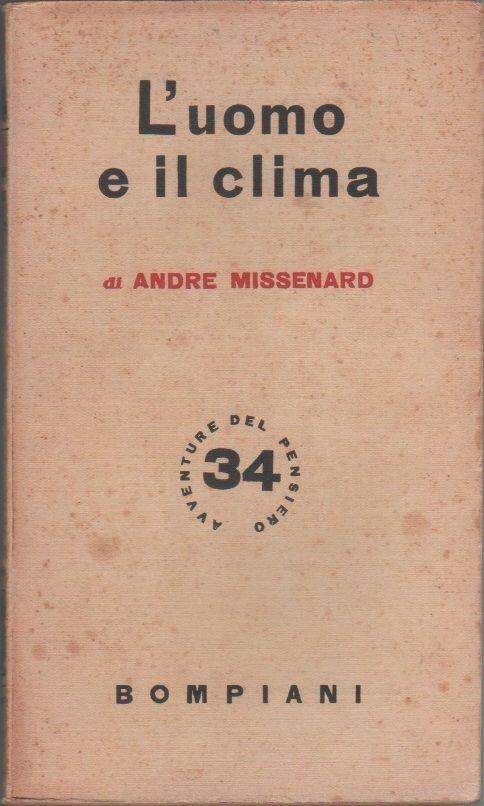 L'uomo
e il clima
di ANDRE MISSENARD
AVVENTURE DEL PENSIERO
34
BOMPIANI